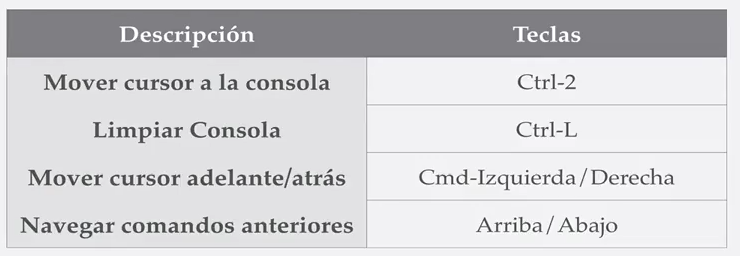 Descripción Teclas
Mover cursor a la consola Ctrl-2
Limpiar Consola Ctrl-L
Mover cursor adelante/atrás Cmd-Izquierda/Derecha
Navegar comandos anteriores Arriba/Abajo